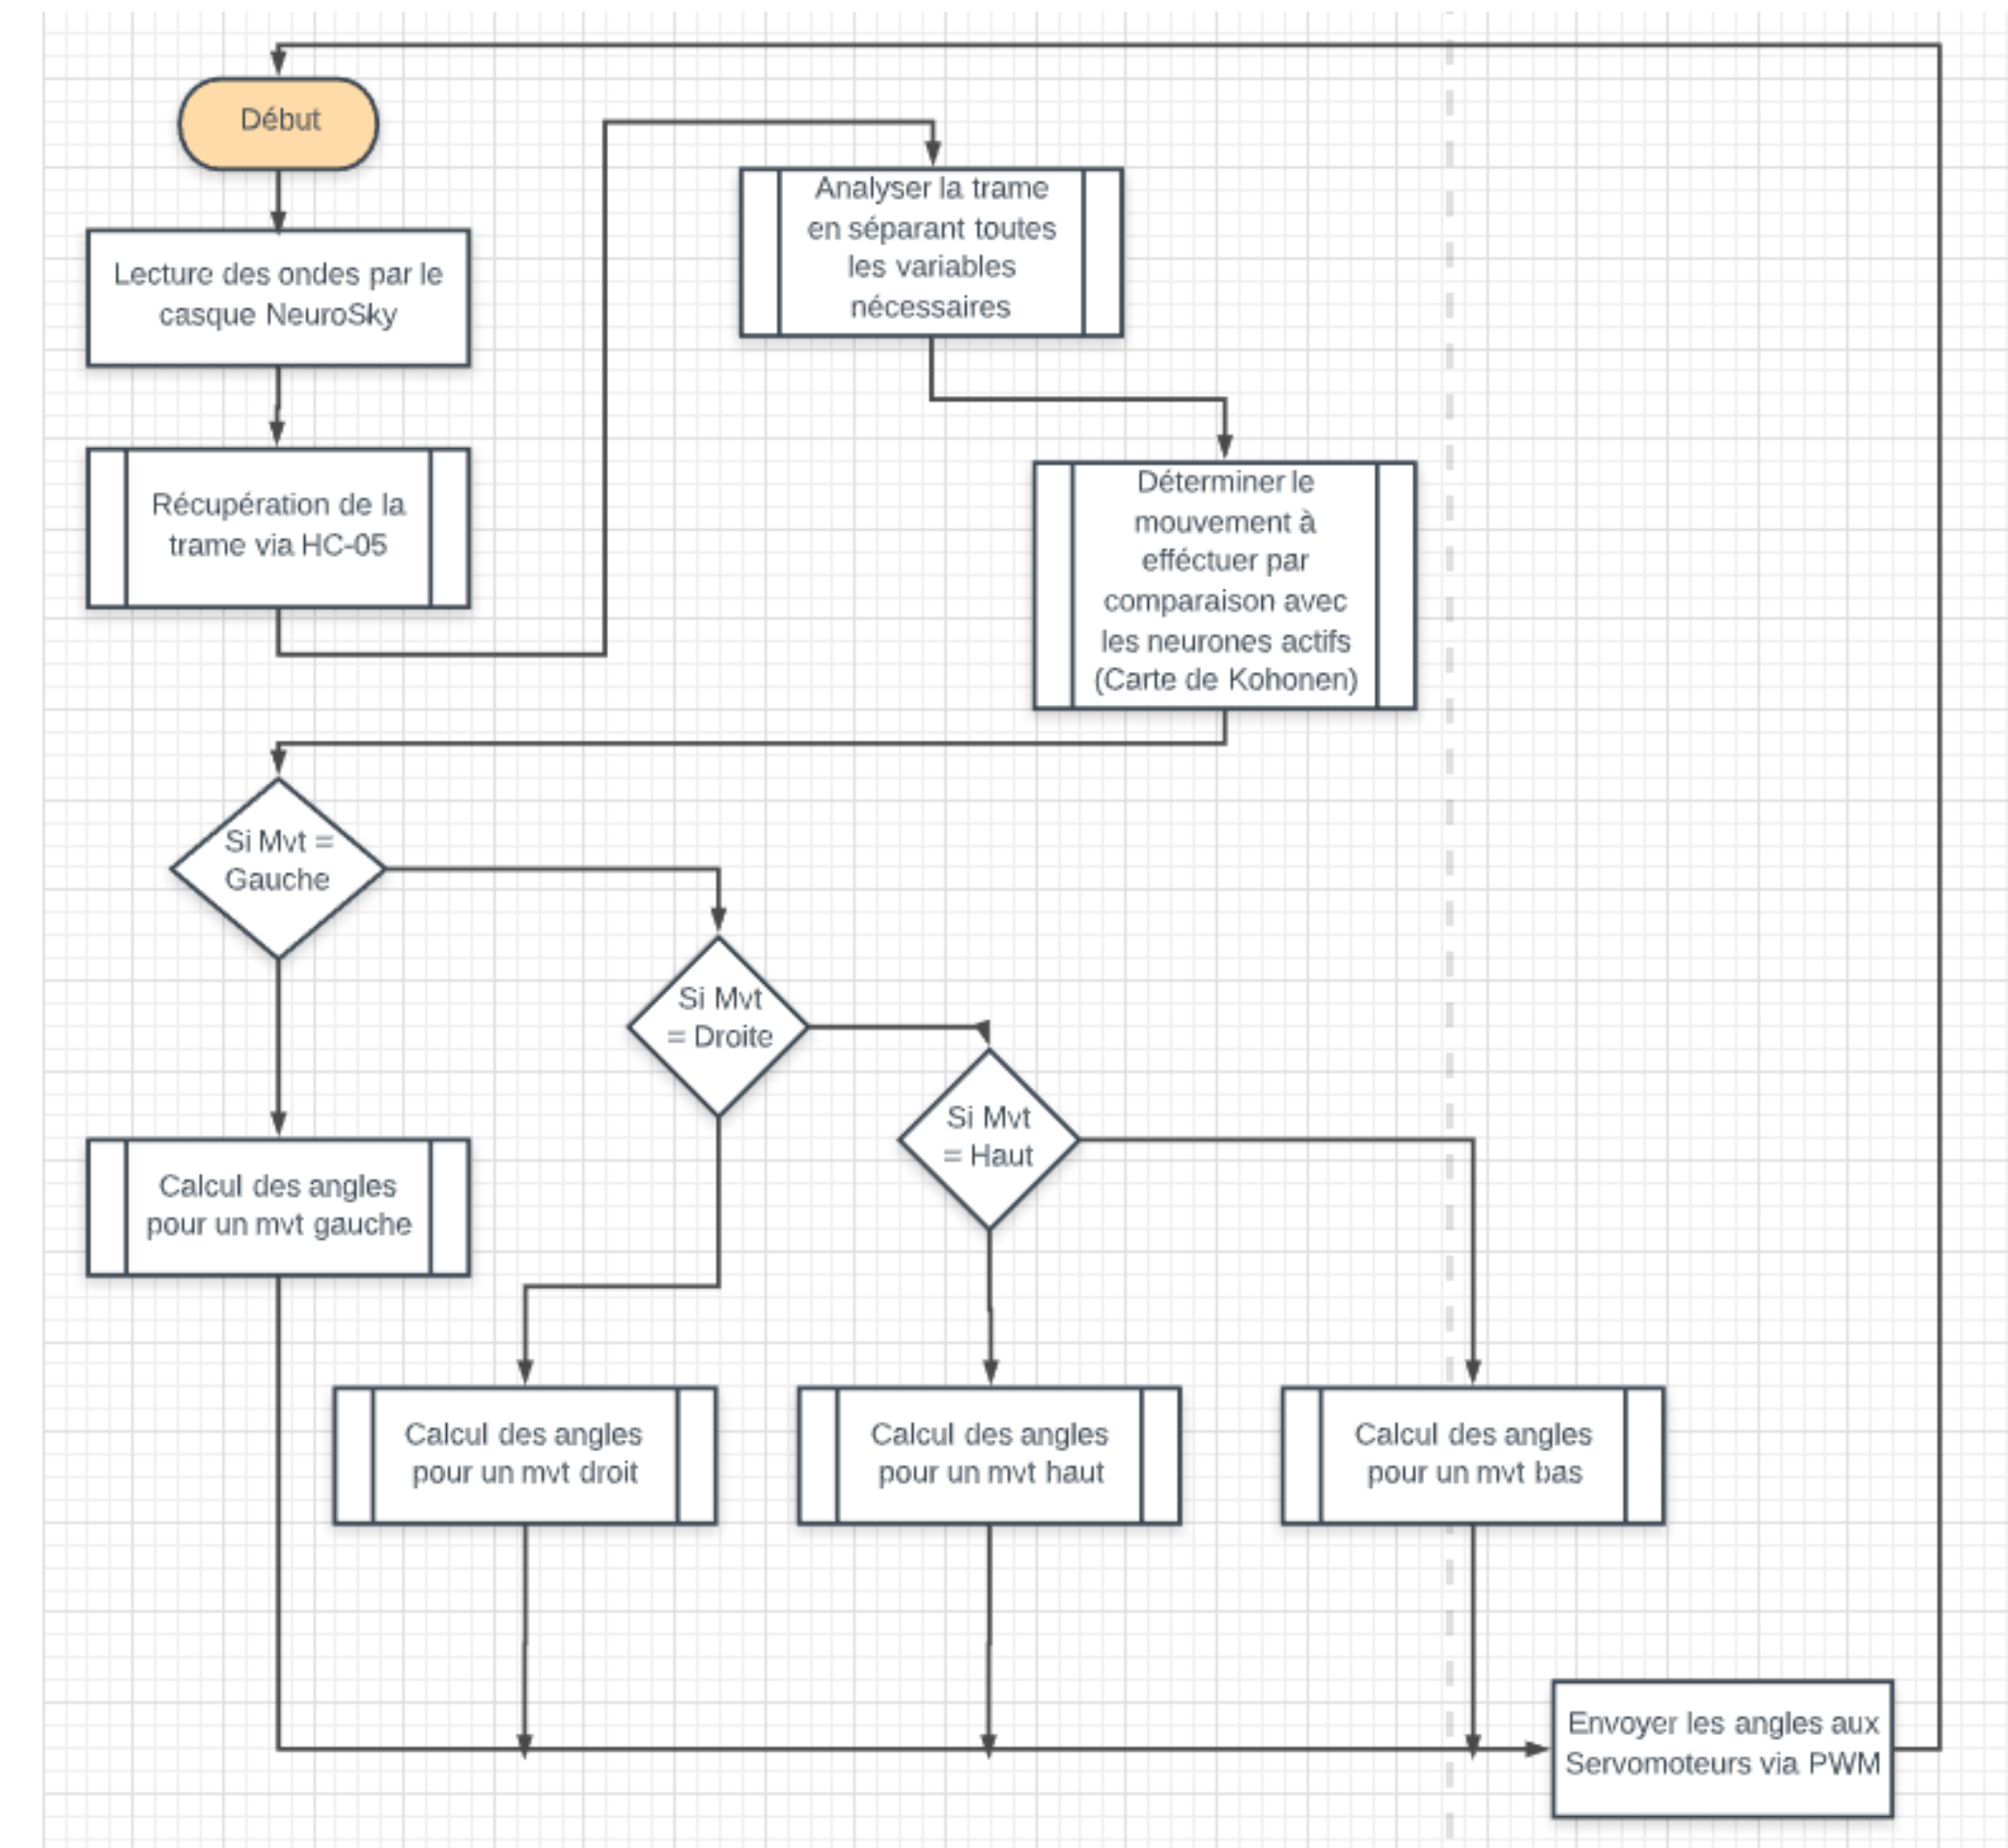 Début
Lecture des ondes par le
casque NeuroSky
Récupération de la
trame via HC-05
Analyser la trame
en séparant toutes
les variables
nécessaires
Déterminer le
mouvement à
efféctuer par
comparaison avec
les neurones actifs
(Carte de Kohonen)
Si Mvt =
Gauche
Si Mvt
= Droite
Si Mvt
= Haut
Calcul des angles
pour un mvt gauche
Calcul des angles
pour un mvt droit
Calcul des angles
pour un mvt haut
Calcul des angles
pour un mvt bas
Envoyer les angles aux
Servomoteurs via PWM